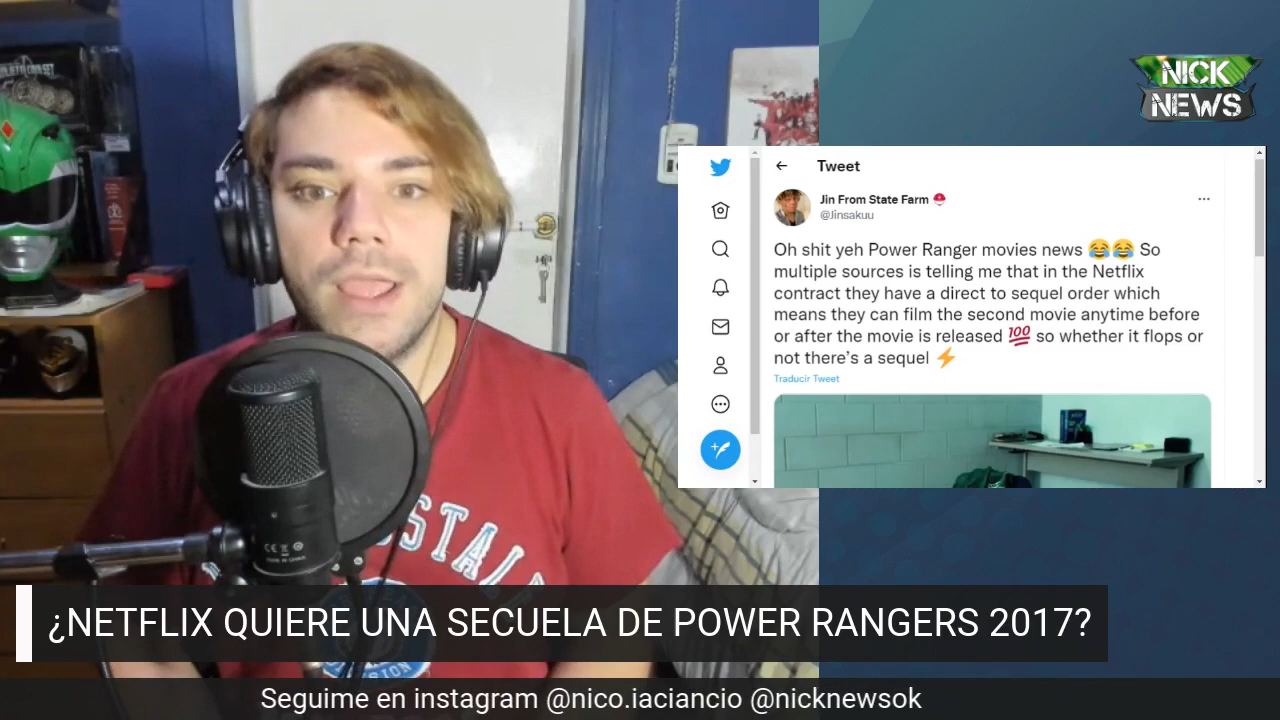 NICK
NEWS
Tweet
Jin From State Farm
@Jinsakuu
Oh shit yeh Power Ranger movies news 😂😂 So
multiple sources is telling me that in the Netflix
contract they have a direct to sequel order which
means they can film the second movie anytime before
or after the movie is released 💯 so whether it flops or
not there's a sequel ⚡
Traducir Tweet
¿NETFLIX QUIERE UNA SECUELA DE POWER RANGERS 2017?
Seguime en instagram @nico.iaciancio @nicknewsok